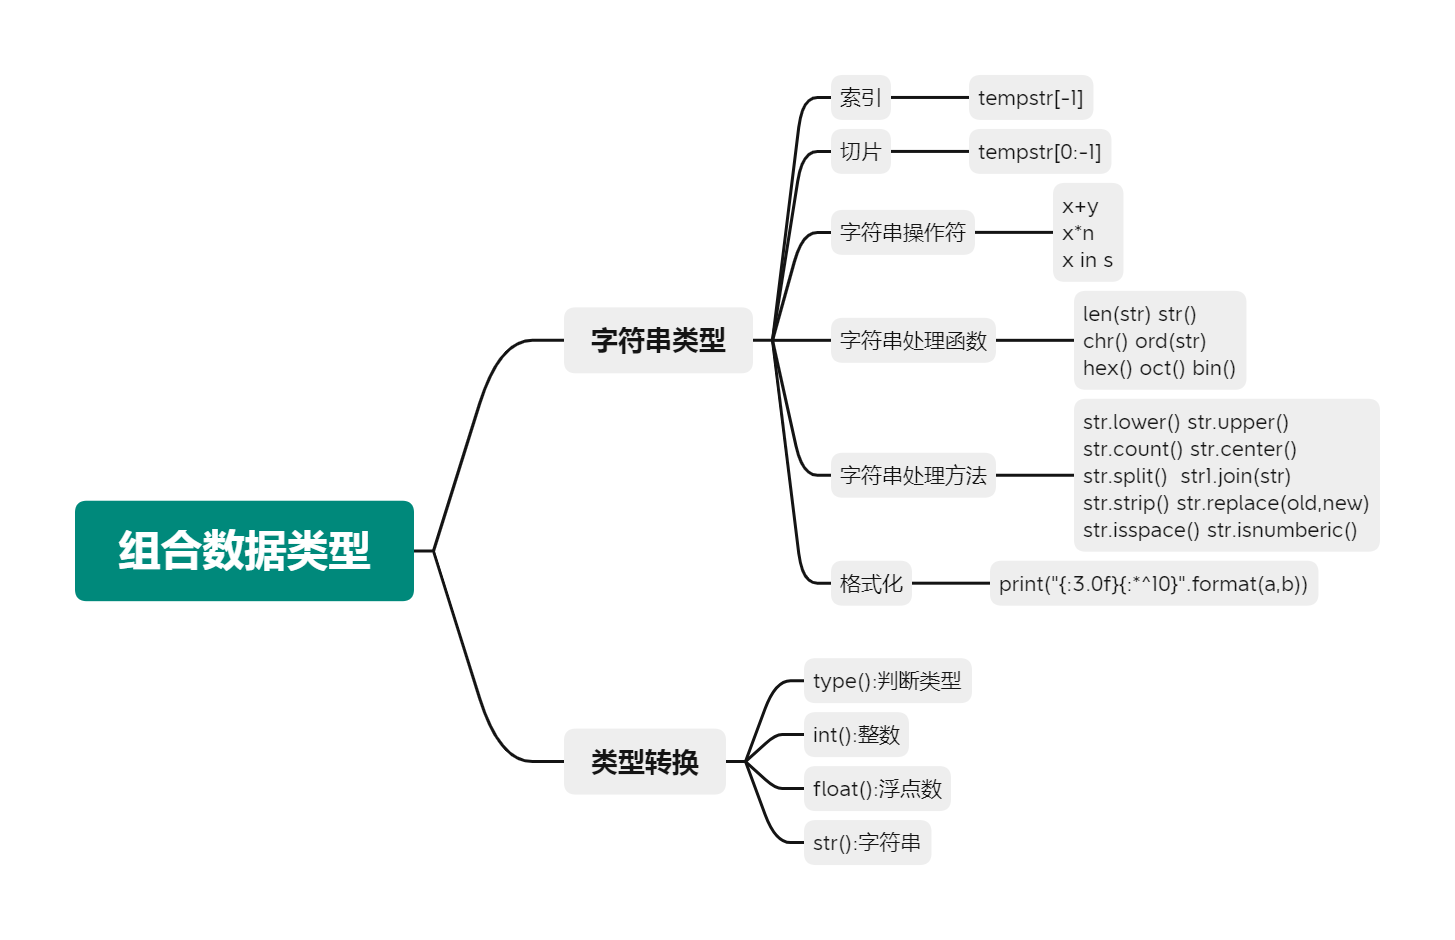 组合数据类型
字符串类型
索引
tempstr[-1]
切片
tempstr[0:-1]
字符串操作符
x+y
x*n
x in s
字符串处理函数
len(str) str()
chr() ord(str)
hex() oct() bin()
字符串处理方法
str.lower() str.upper()
str.count() str.center()
str.split()  str1.join(str)
str.strip() str.replace(old,new)
str.isspace() str.isnumberic()
格式化
print("{:3.0f}{:*^10}".format(a,b))
类型转换
type():判断类型
int():整数
float():浮点数
str():字符串